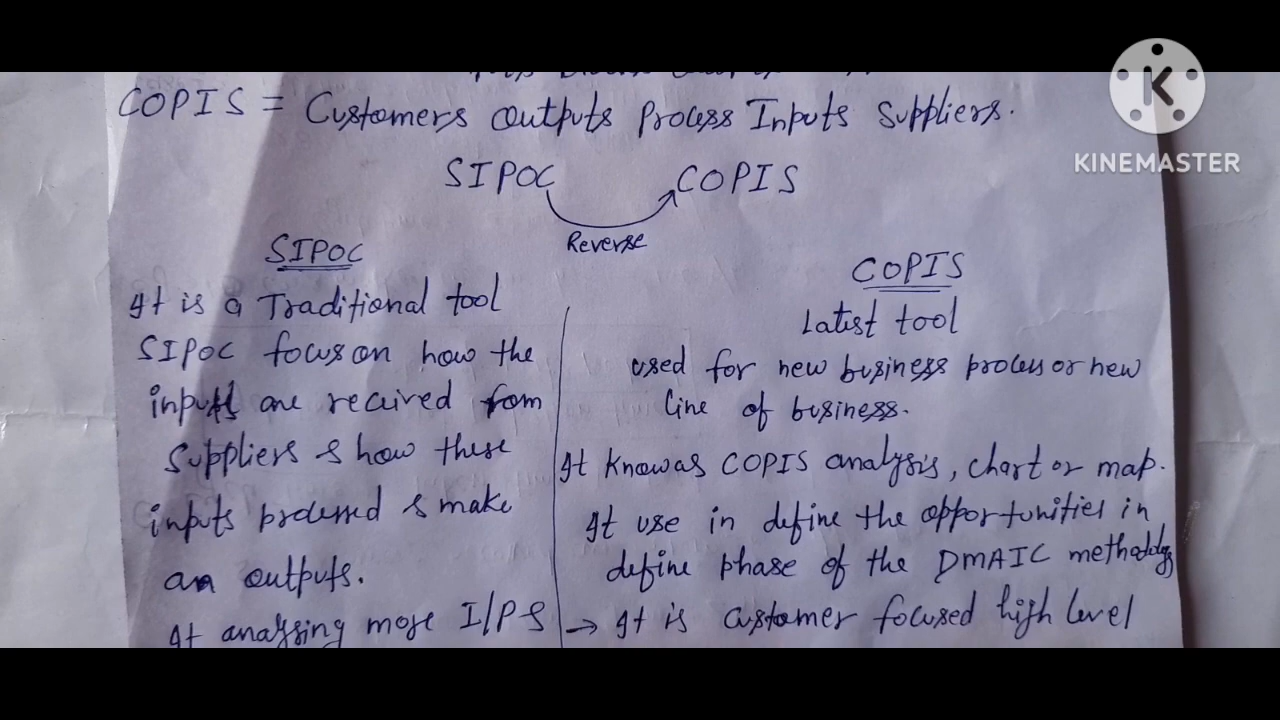 COPIS = Customers Outputs Process Inputs Suppliers.
KINEMASTER
SIPOC COPIS
Reverse
SIPOC
It is a Traditional tool
SIPOC focus on how the
inputs are received from
suppliers & how these
inputs processed & make
an outputs.
It analysing more I/PS
COPIS
Latest tool
used for new business process or new
line of business.
It know as COPIS analysis, chart or map.
It use in define the opportunities in
define phase of the DMAIC methodology
→ It is customer focused high level